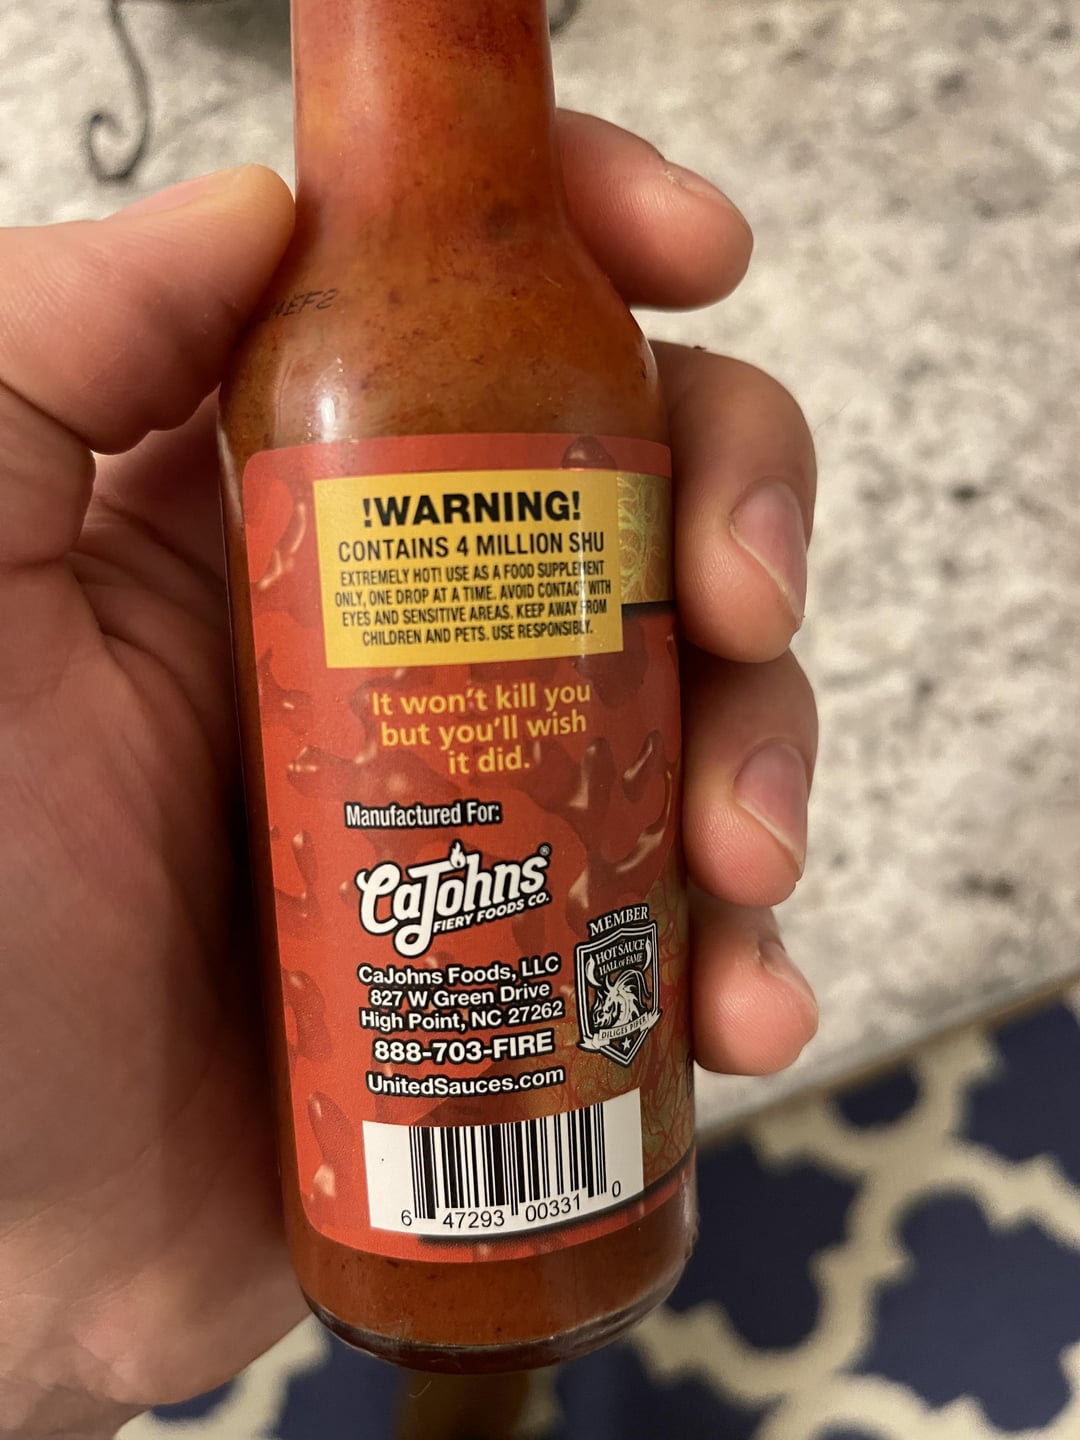 !WARNING!
CONTAINS 4 MILLION SHU
EXTREMELY HOT! USE AS A FOOD SUPPLEMENT
ONLY, ONE DROP AT A TIME. AVOID CONTACT WITH
EYES AND SENSITIVE AREAS. KEEP AWAY FROM
CHILDREN AND PETS. USE RESPONSIBLY.
It won't kill you
but you'll wish
it did.
Manufactured For:
CaJohns®
FIERY FOODS CO.
MEMBER
HOT SAUCE
HALL of FAME
DILIGES PIPER
CaJohns Foods, LLC
827 W Green Drive
High Point, NC 27262
888-703-FIRE
UnitedSauces.com
6 47293 00331 0